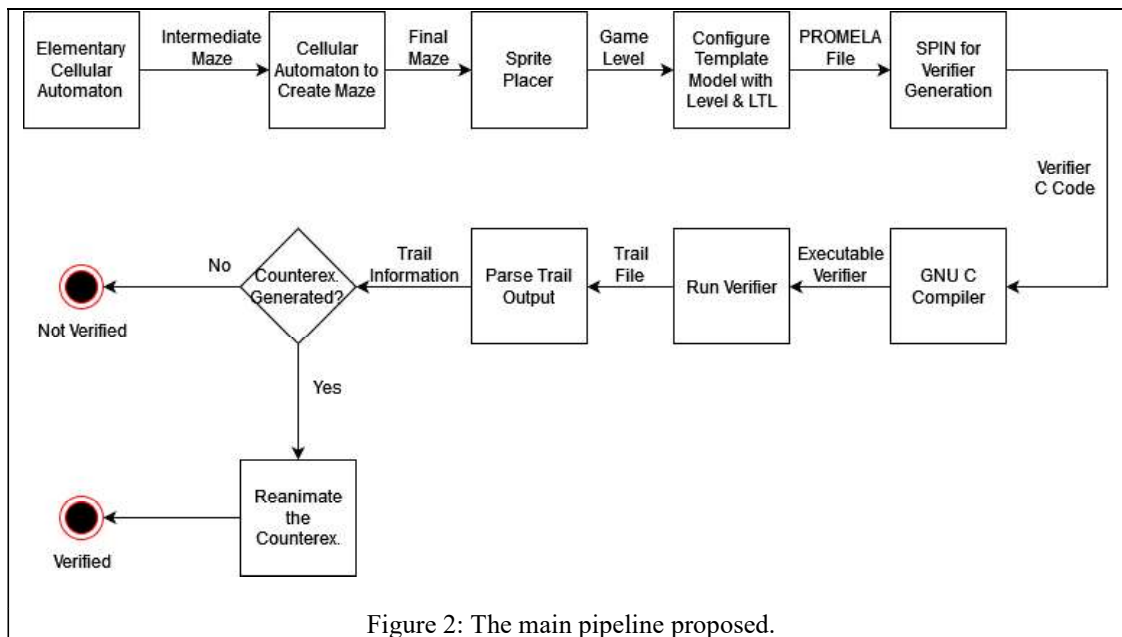 Elementary
Cellular
Automaton
Intermediate
Maze
Cellular
Automaton to
Create Maze
Final
Maze
Sprite
Placer
Game
Level
Configure
Template
Model with
Level & LTL
PROMELA
File
SPIN for
Verifier
Generation
Verifier
C Code
GNU C
Compiler
Executable
Verifier
Run Verifier
Trail
File
Parse Trail
Output
Trail
Information
Counterex.
Generated?
No
Not Verified
Yes
Reanimate
the
Counterex.
Verified
Figure 2: The main pipeline proposed.